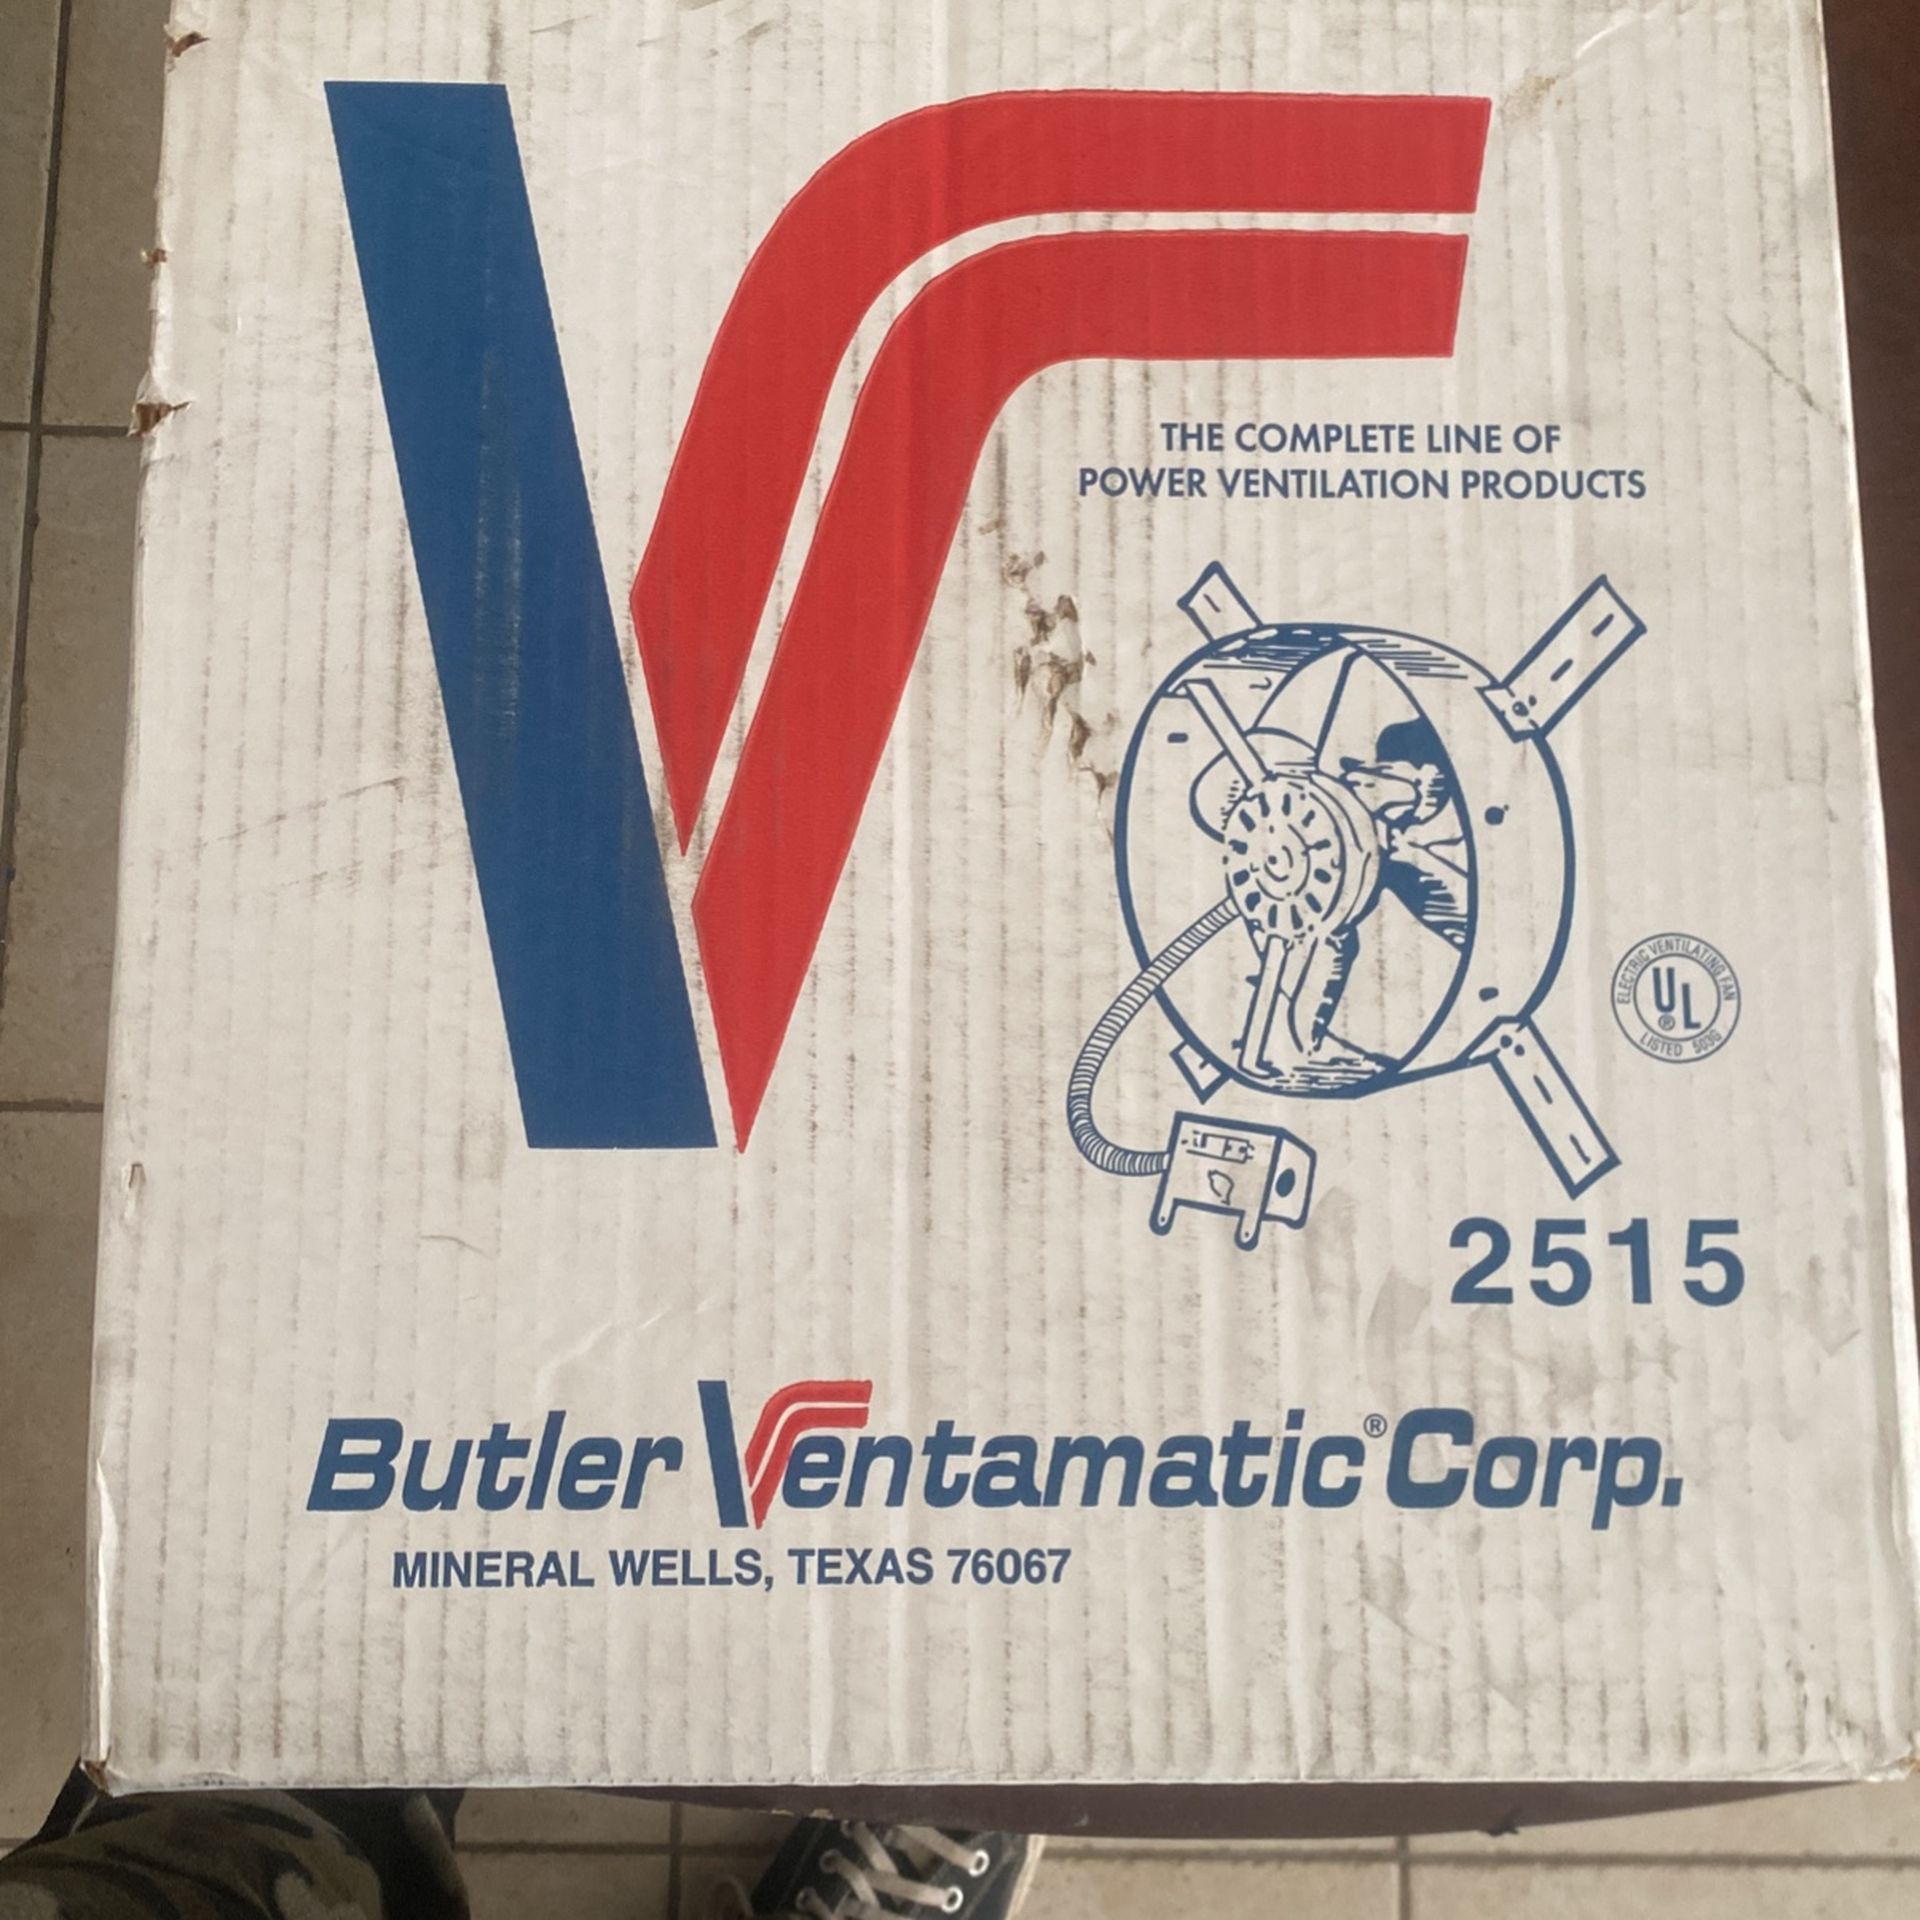 THE COMPLETE LINE OF
POWER VENTILATION PRODUCTS
ELECTRIC VENTILATING FAN
UL®
LISTED 503G
2515
Butler Ventamatic® Corp.
MINERAL WELLS, TEXAS 76067